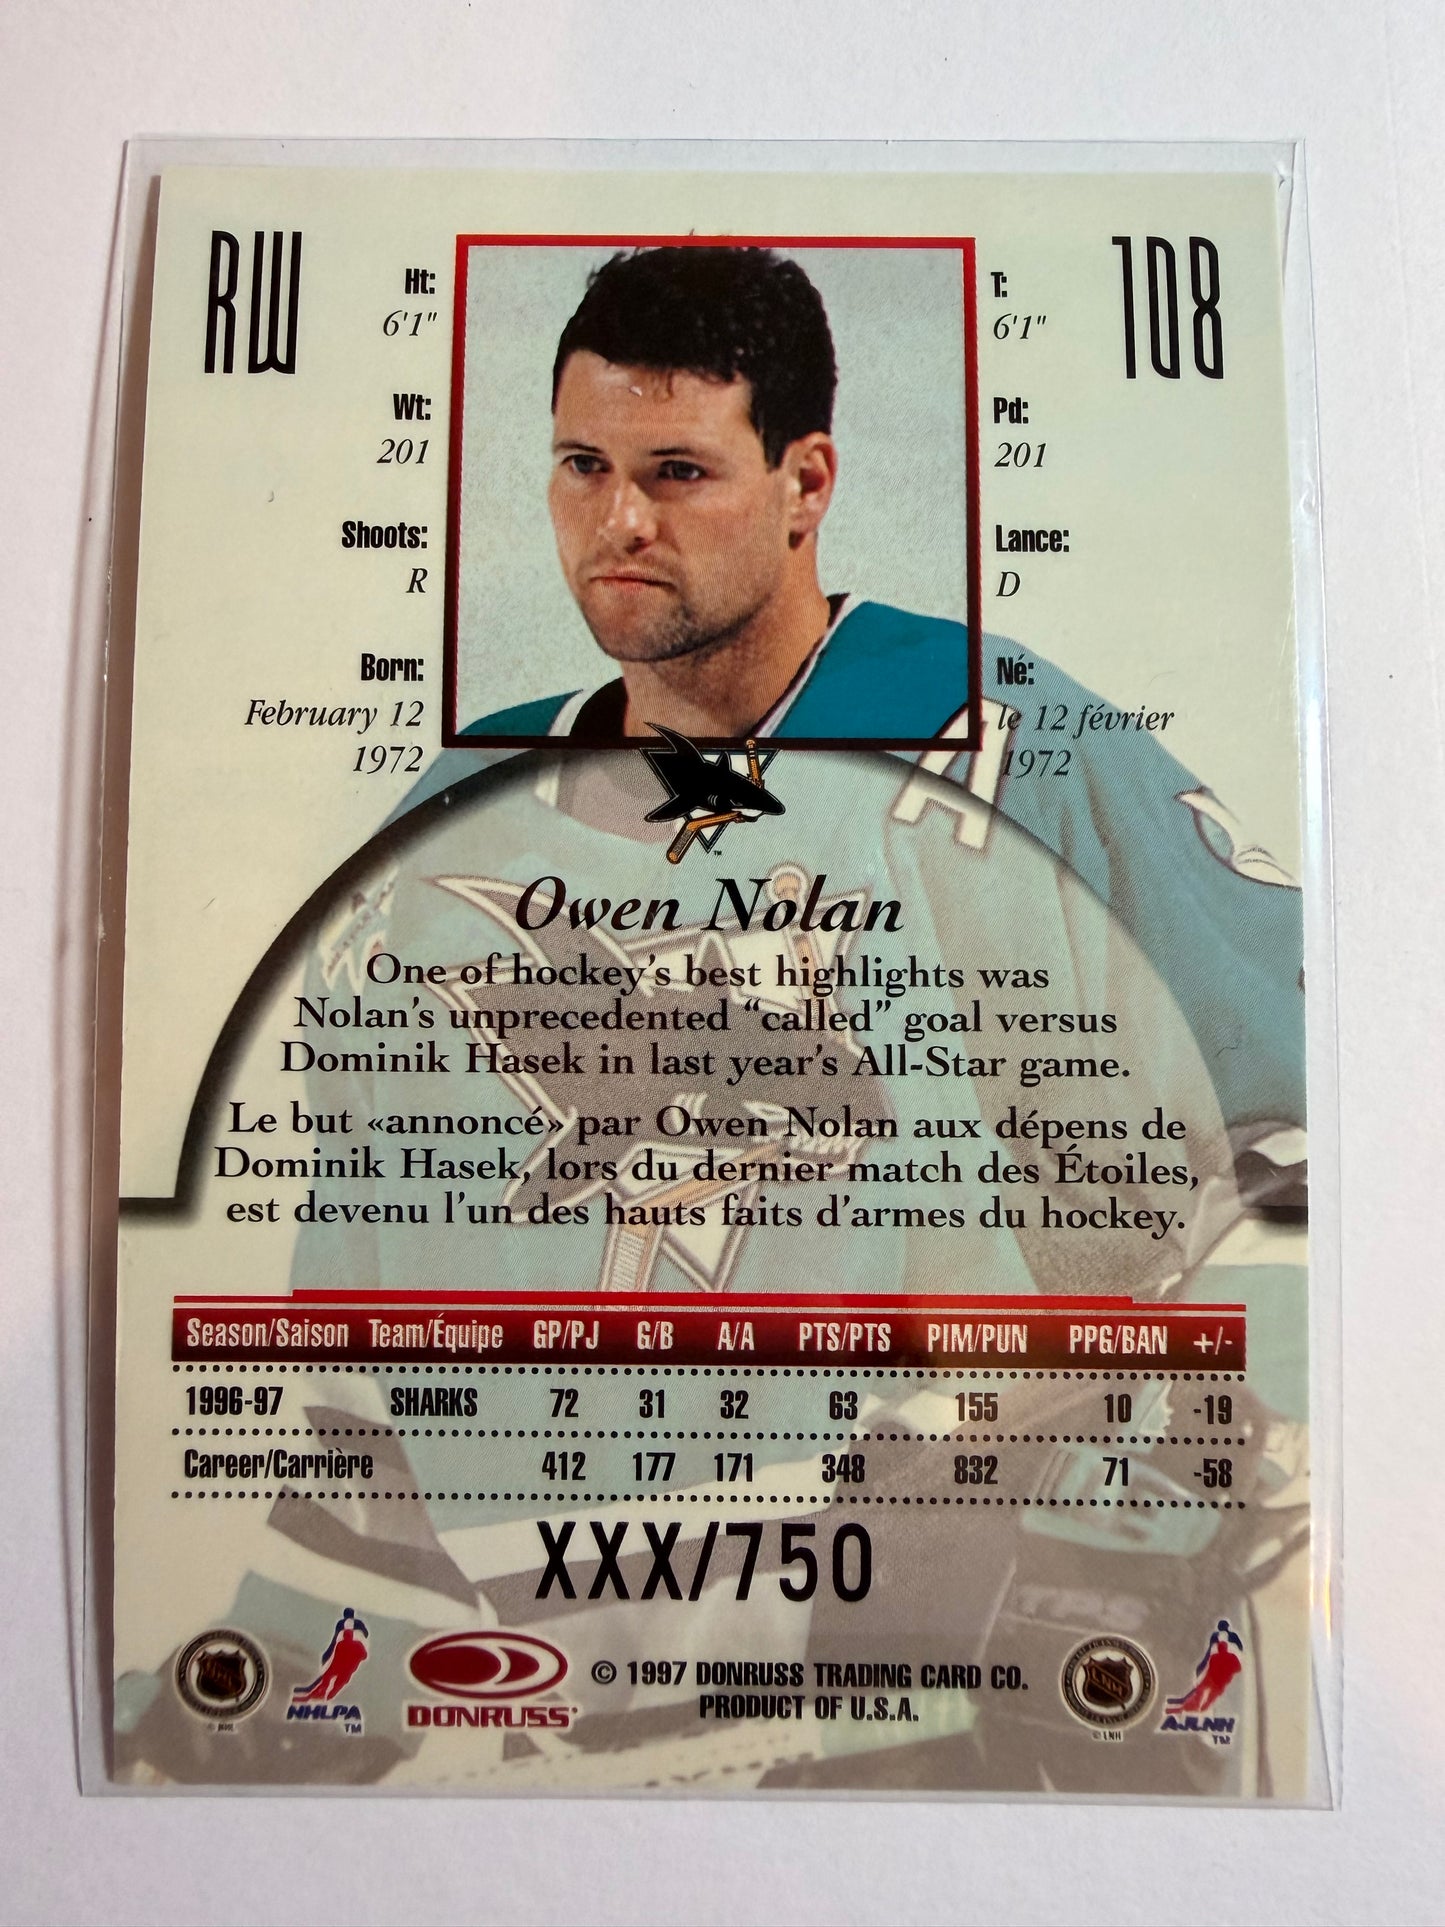 RW
108
Ht:
6'1"
Wt:
201
Shoots:
R
Born:
February 12
1972
T:
6'1"
Pd:
201
Lance:
D
Né:
le 12 février
1972
A
Owen Nolan
One of hockey's best highlights was
Nolan's unprecedented "called" goal versus
Dominik Hasek in last year's All-Star game.
Le but «annoncé» par Owen Nolan aux dépens de
Dominik Hasek, lors du dernier match des Étoiles,
est devenu l'un des hauts faits d'armes du hockey.
Season/Saison Team/Équipe GP/PJ G/B A/A PTS/PTS PIM/PUN PPG/BAN +/-
1996-97 SHARKS 72 31 32 63 155 10 -19
Career/Carrière 412 177 171 348 832 71 -58
XXX/750
NHLPA
TM
DONRUSS
© 1997 DONRUSS TRADING CARD CO.
PRODUCT OF U.S.A.
© LNH
AJLNH
TM